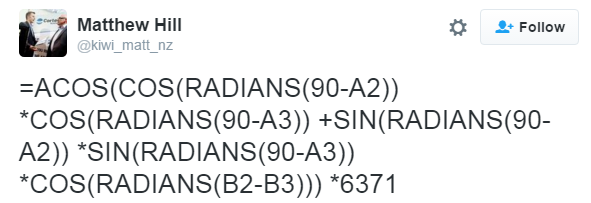 Matthew Hill
@kiwi_matt_nz
Follow
=ACOS(COS(RADIANS(90-A2))
*COS(RADIANS(90-A3)) +SIN(RADIANS(90-
A2)) *SIN(RADIANS(90-A3))
*COS(RADIANS(B2-B3))) *6371